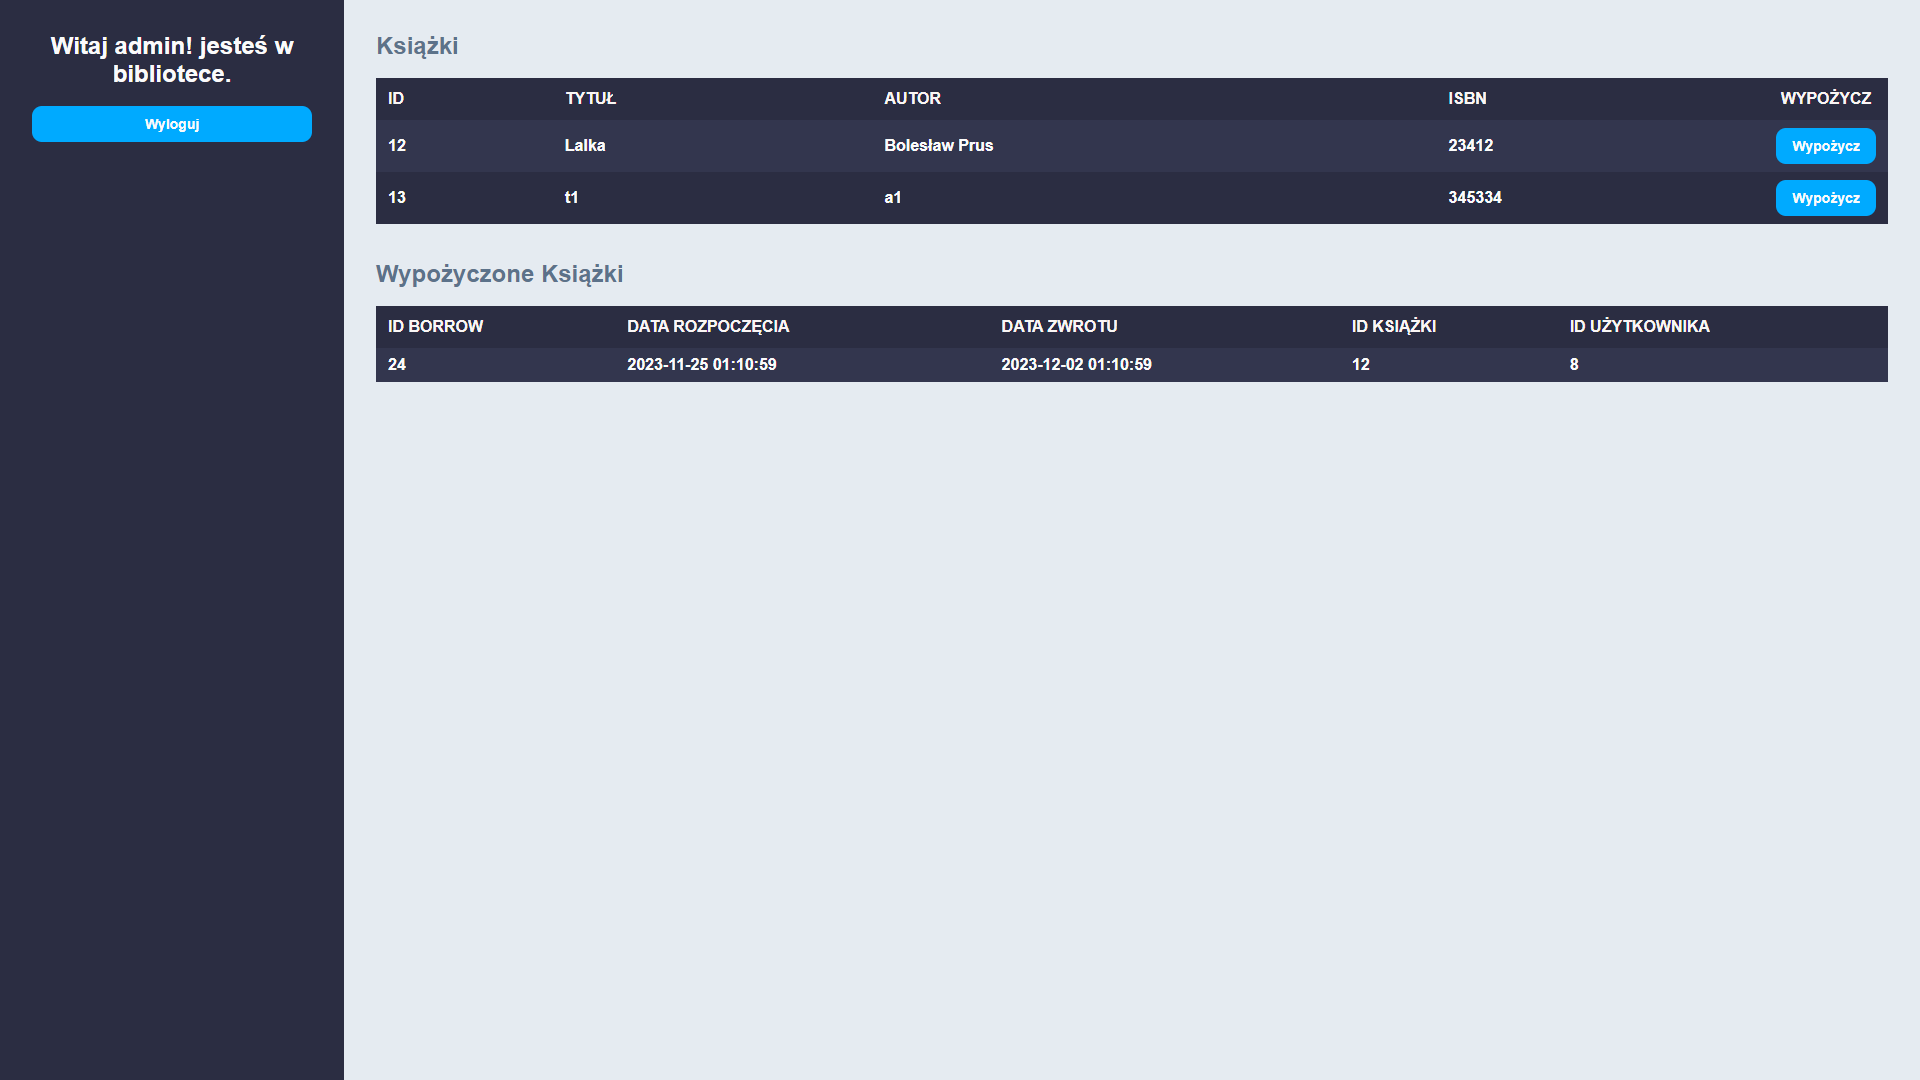 Witaj admin! jesteś w
bibliotece.
Wyloguj
Książki
ID TYTUŁ AUTOR ISBN WYPOŻYCZ
12 Lalka Bolesław Prus 23412 Wypożycz
13 t1 a1 345334 Wypożycz
Wypożyczone Książki
ID BORROW DATA ROZPOCZĘCIA DATA ZWROTU ID KSIĄŻKI ID UŻYTKOWNIKA
24 2023-11-25 01:10:59 2023-12-02 01:10:59 12 8